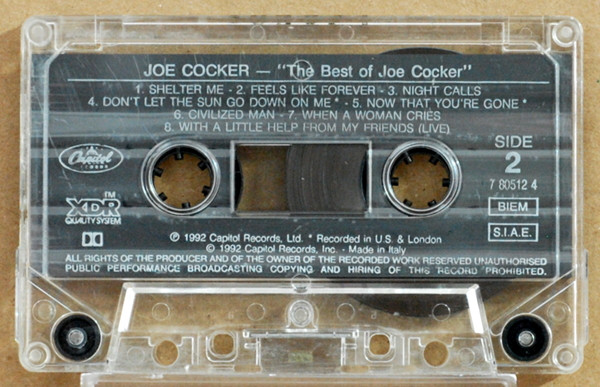 JOE COCKER — "The Best of Joe Cocker"
1. SHELTER ME - 2. FEELS LIKE FOREVER - 3. NIGHT CALLS
4. DON'T LET THE SUN GO DOWN ON ME * - 5. NOW THAT YOU'RE GONE *
6. CIVILIZED MAN - 7. WHEN A WOMAN CRIES
8. WITH A LITTLE HELP FROM MY FRIENDS (LIVE)
Capitol
SIDE
2
7 80512 4
XDR™
QUALITY SYSTEM
BIEM
S.I.A.E.
℗ 1992 Capitol Records, Ltd. * Recorded in U.S. & London
© 1992 Capitol Records, Inc. - Made in Italy
ALL RIGHTS OF THE PRODUCER AND OF THE OWNER OF THE RECORDED WORK RESERVED UNAUTHORISED
PUBLIC PERFORMANCE BROADCASTING COPYING AND HIRING OF THIS RECORD PROHIBITED.